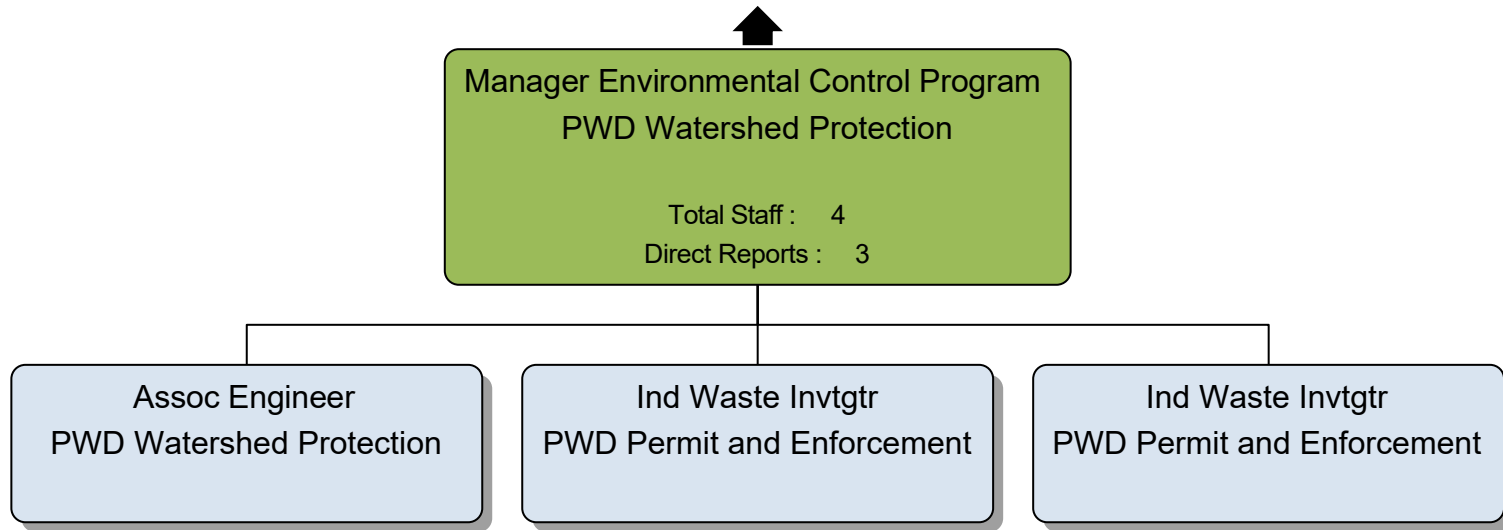 Manager Environmental Control Program
PWD Watershed Protection
Total Staff : 4
Direct Reports : 3
Assoc Engineer
PWD Watershed Protection
Ind Waste Invtgtr
PWD Permit and Enforcement
Ind Waste Invtgtr
PWD Permit and Enforcement